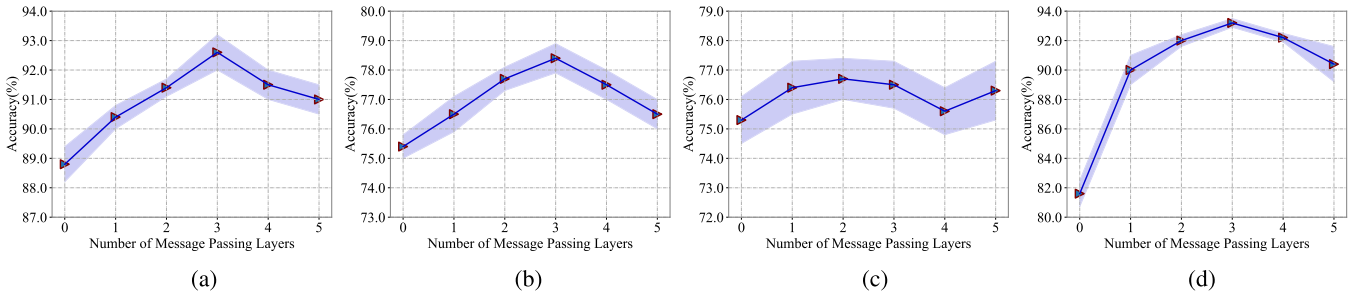 94.0
93.0
92.0
91.0
90.0
89.0
88.0
87.0
Accuracy(%)
0 1 2 3 4 5
Number of Message Passing Layers
(a)
80.0
79.0
78.0
77.0
76.0
75.0
74.0
73.0
Accuracy(%)
0 1 2 3 4 5
Number of Message Passing Layers
(b)
79.0
78.0
77.0
76.0
75.0
74.0
73.0
72.0
Accuracy(%)
0 1 2 3 4 5
Number of Message Passing Layers
(c)
94.0
92.0
90.0
88.0
86.0
84.0
82.0
80.0
Accuracy(%)
0 1 2 3 4 5
Number of Message Passing Layers
(d)